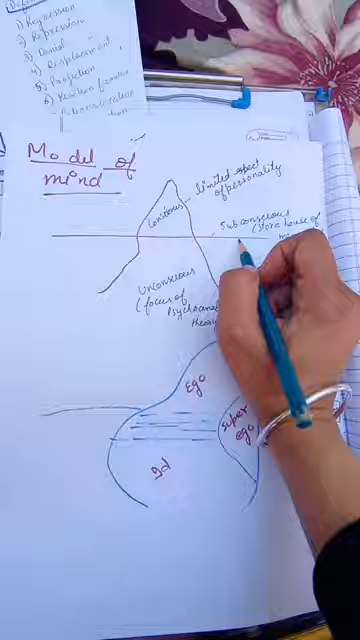 1) Regression
2) Repression
3) Denial
4) Displacement
5) Projection
6) Reaction formation
Model of
mind
Conscious
limited aspect
of personality
Subconscious
(store house of
Unconscious
(focus of
Psychoanal
theory
Ego
Super
ego
Id